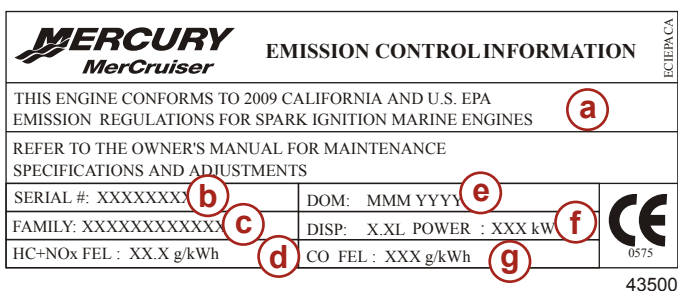 MERCURY
MerCruiser
EMISSION CONTROL INFORMATION
ECIEPACA
THIS ENGINE CONFORMS TO 2009 CALIFORNIA AND U.S. EPA
EMISSION REGULATIONS FOR SPARK IGNITION MARINE ENGINES
a
REFER TO THE OWNER'S MANUAL FOR MAINTENANCE
SPECIFICATIONS AND ADJUSTMENTS
SERIAL #: XXXXXXXX b
DOM: MMM YYYY e
FAMILY: XXXXXXXXXXXX c
DISP: X.XL POWER : XXX kW f
HC+NOx FEL : XX.X g/kWh d
CO FEL : XXX g/kWh g
CE
0575
43500